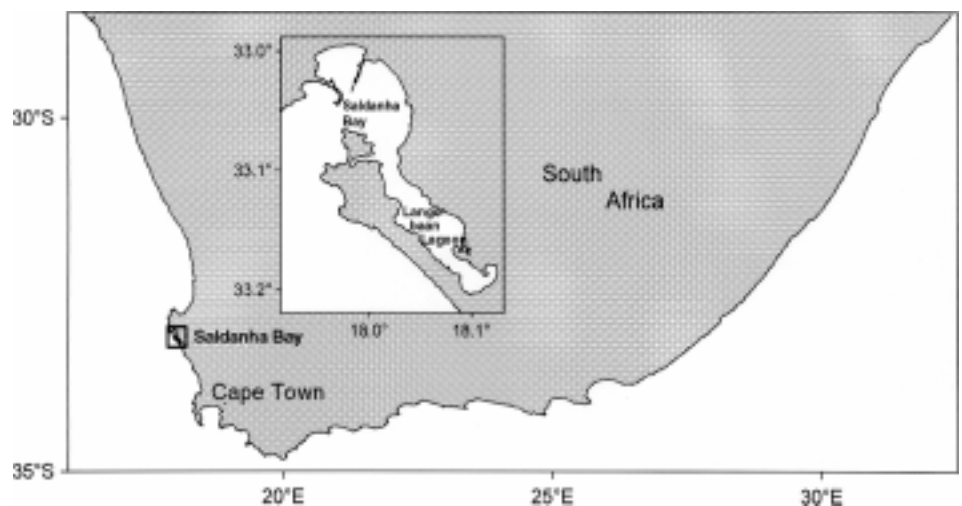 33.0°
Saldanha
Bay
30°S
33.1°
South
Africa
Lange-
baan
Lagoon
33.2°
18.0°
18.1°
Saldanha Bay
Cape Town
35°S
20°E
25°E
30°E